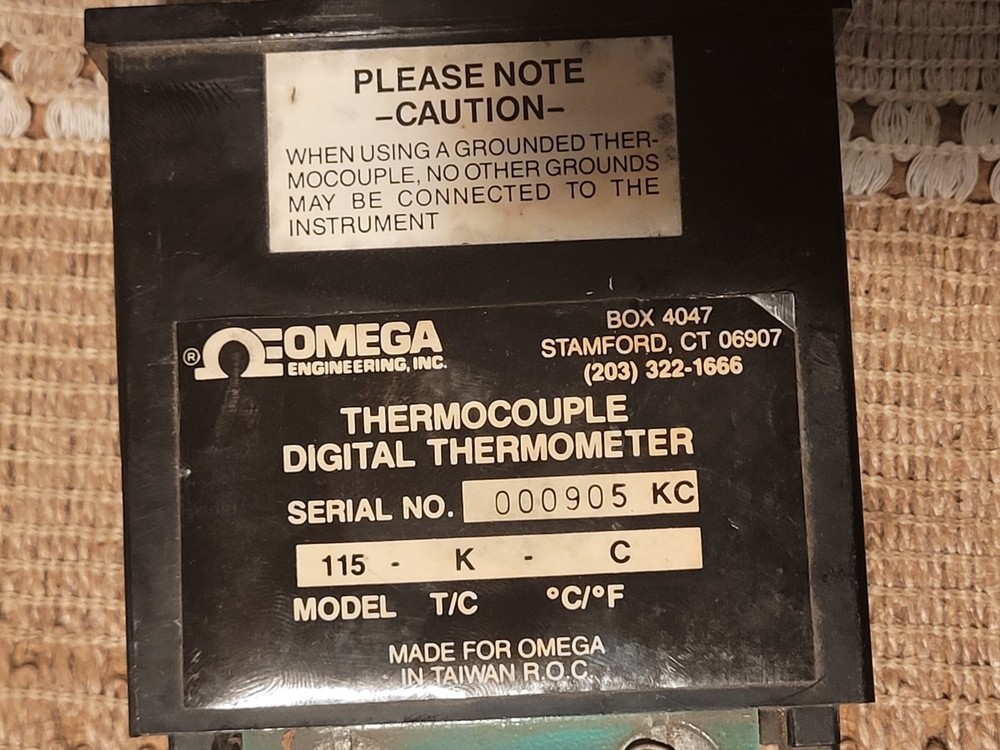 PLEASE NOTE
–CAUTION–
WHEN USING A GROUNDED THER-
MOCOUPLE, NO OTHER GROUNDS
MAY BE CONNECTED TO THE
INSTRUMENT
® OMEGA
ENGINEERING, INC.
BOX 4047
STAMFORD, CT 06907
(203) 322-1666
THERMOCOUPLE
DIGITAL THERMOMETER
SERIAL NO. 000905 KC
115 - K - C
MODEL T/C °C/°F
MADE FOR OMEGA
IN TAIWAN R.O.C.